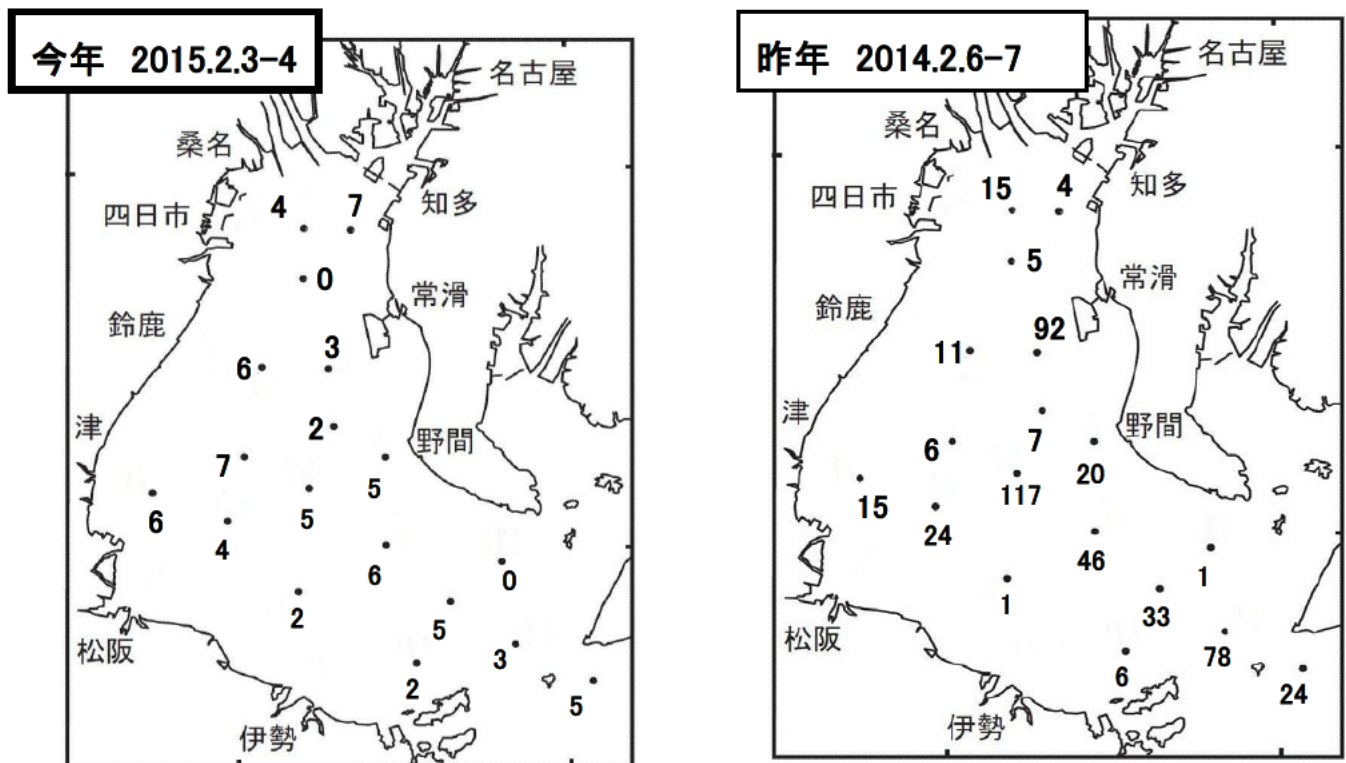 今年 2015.2.3-4
名古屋
桑名
四日市
4
7
知多
0
常滑
鈴鹿
3
6
2
津
野間
7
5
6
5
4
6
0
2
5
松阪
3
2
5
伊勢
昨年 2014.2.6-7
名古屋
桑名
15
4
知多
四日市
5
常滑
鈴鹿
92
11
津
6
7
野間
20
15
117
24
46
1
1
33
松阪
78
6
24
伊勢